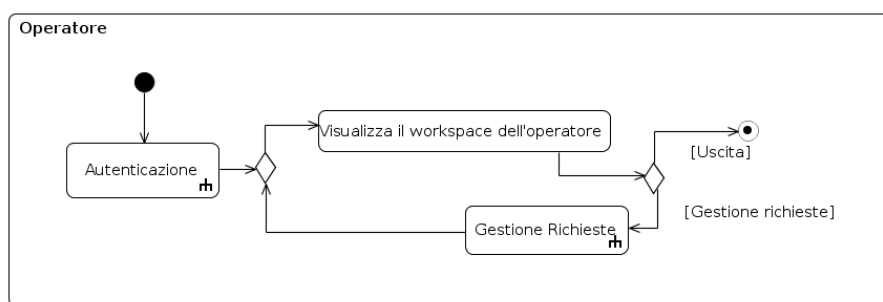 Operatore
Visualizza il workspace dell'operatore
[Uscita]
Autenticazione
[Gestione richieste]
Gestione Richieste